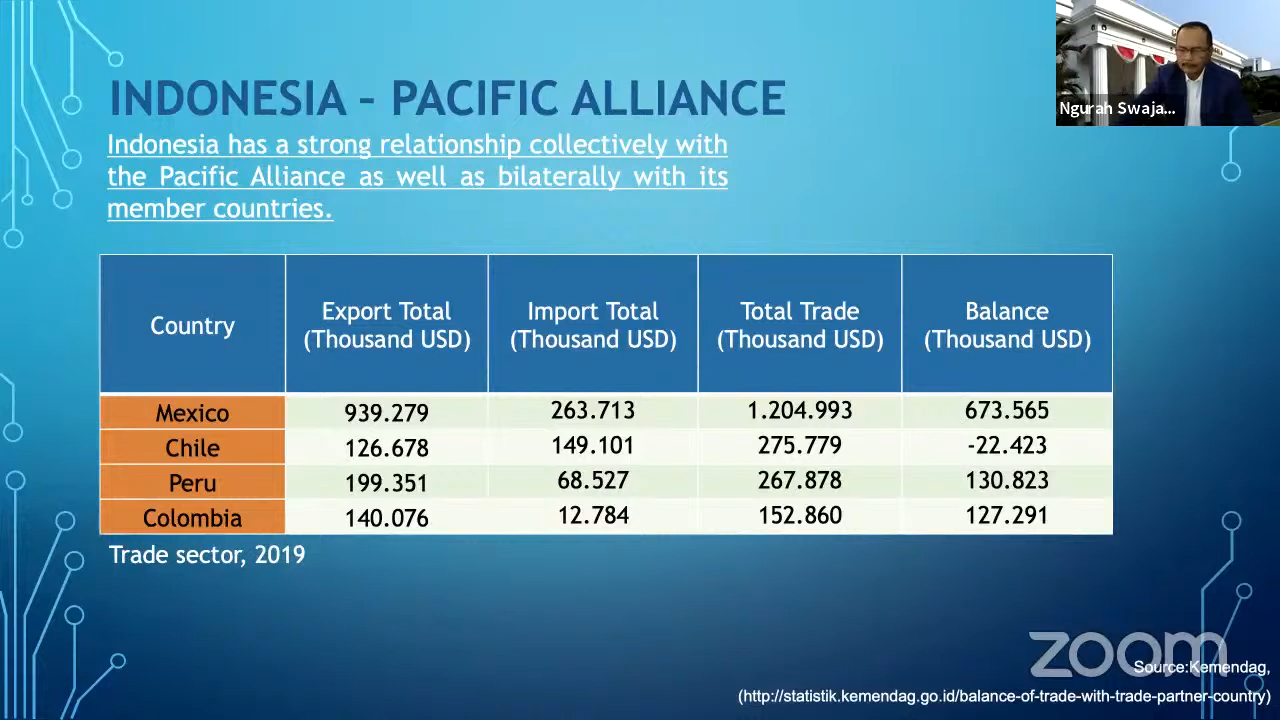 INDONESIA – PACIFIC ALLIANCE
Indonesia has a strong relationship collectively with
the Pacific Alliance as well as bilaterally with its
member countries.
Ngurah Swaja...
Country
Export Total
(Thousand USD)
Import Total
(Thousand USD)
Total Trade
(Thousand USD)
Balance
(Thousand USD)
Mexico 939.279 263.713 1.204.993 673.565
Chile 126.678 149.101 275.779 -22.423
Peru 199.351 68.527 267.878 130.823
Colombia 140.076 12.784 152.860 127.291
Trade sector, 2019
zoom
Source:Kemendag,
(http://statistik.kemendag.go.id/balance-of-trade-with-trade-partner-country)